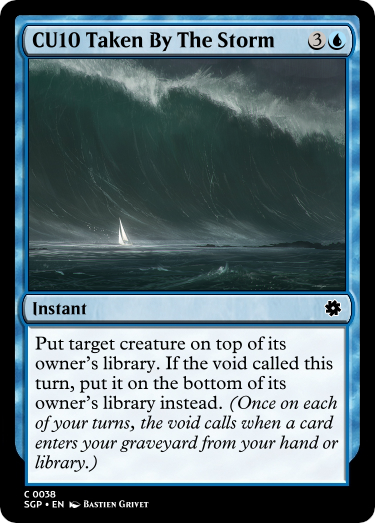 CU10 Taken By The Storm 3
Instant
Put target creature on top of its
owner's library. If the void called this
turn, put it on the bottom of its
owner's library instead. (Once on each
of your turns, the void calls when a card
enters your graveyard from your hand or
library.)
C 0038
SGP • EN Bastien Grivet